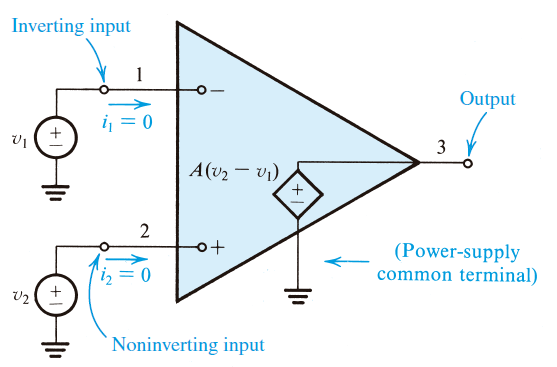 Inverting input
1
i₁ = 0
v₁
+
−
−
Output
3
A(v₂ − v₁)
+
−
2
+
i₂ = 0
(Power-supply
common terminal)
v₂
+
−
Noninverting input